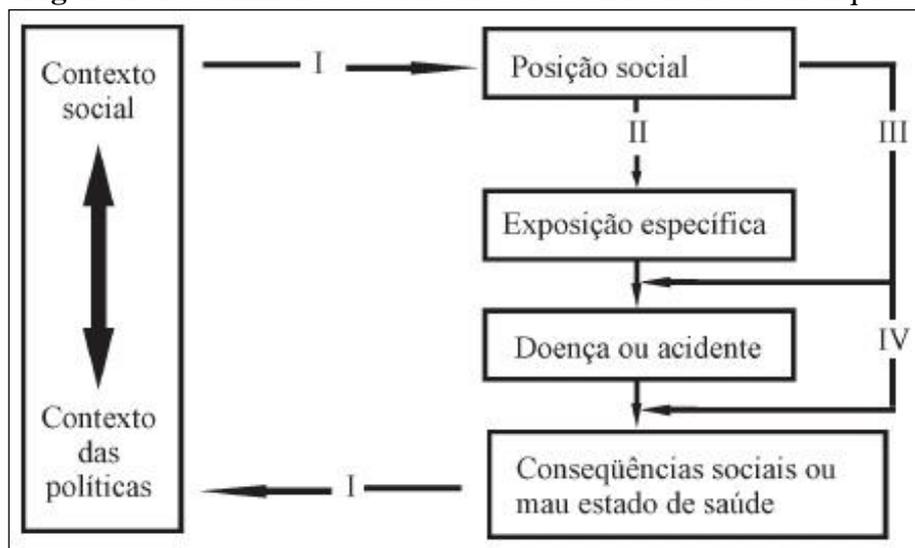 Contexto
social
I
Posição social
II
III
Exposição específica
Doença ou acidente
IV
Contexto
das
políticas
I
Conseqüências sociais ou
mau estado de saúde